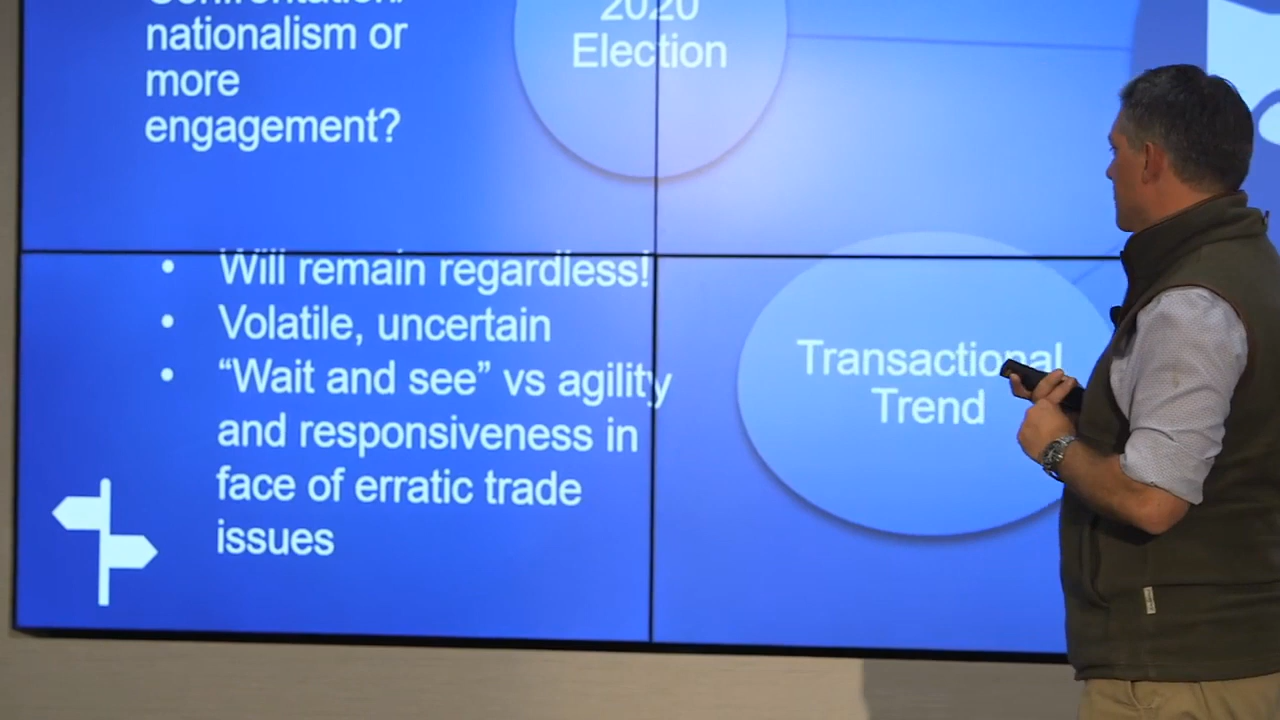 Confrontation/
nationalism or
more
engagement?
2020
Election
• Will remain regardless!
• Volatile, uncertain
• “Wait and see” vs agility
and responsiveness in
face of erratic trade
issues
Transactional
Trend